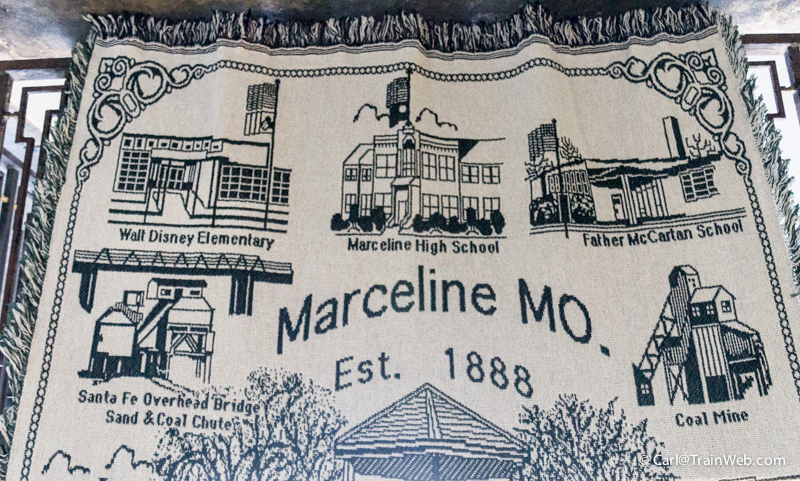 Walt Disney Elementary
Marceline High School
Father McCartan School
Marceline MO.
Est. 1888
Santa Fe Overhead Bridge
Sand & Coal Chute
Coal Mine
© Carl@TrainWeb.com